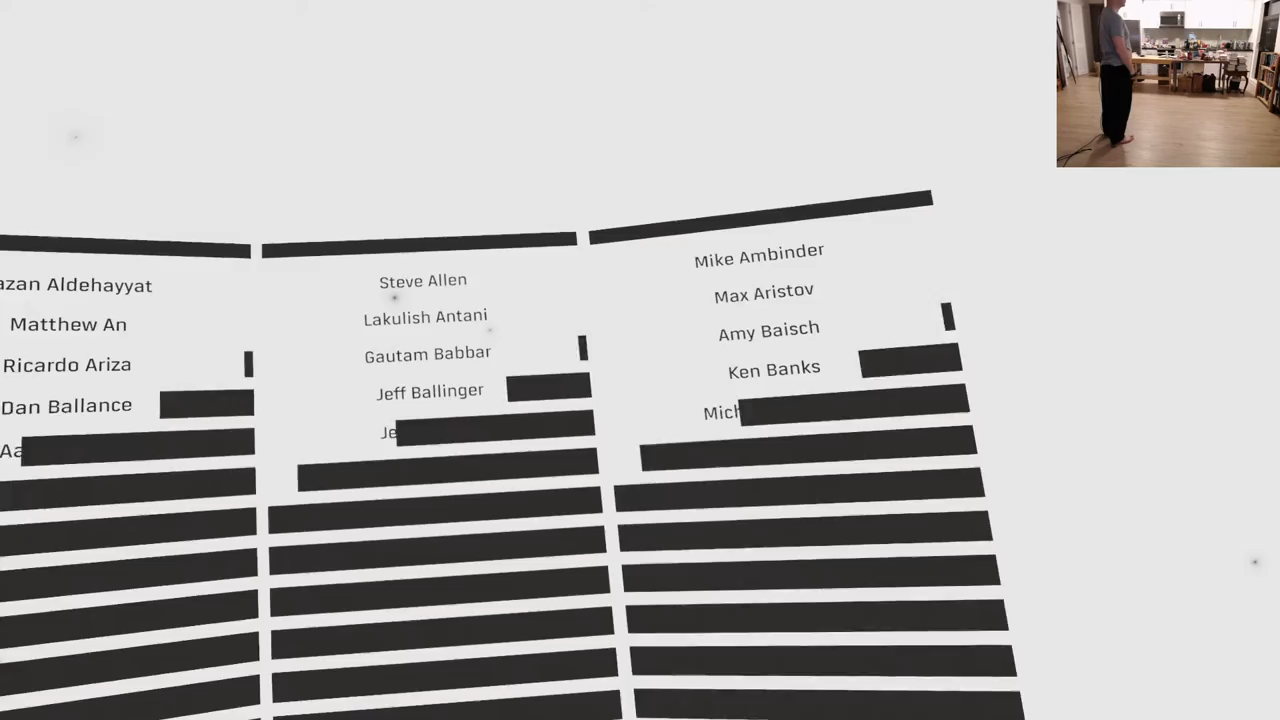 Aldehayyat
Matthew An
Ricardo Ariza
Dan Ballance
Steve Allen
Lakulish Antani
Gautam Babbar
Jeff Ballinger
Mike Ambinder
Max Aristov
Amy Baisch
Ken Banks